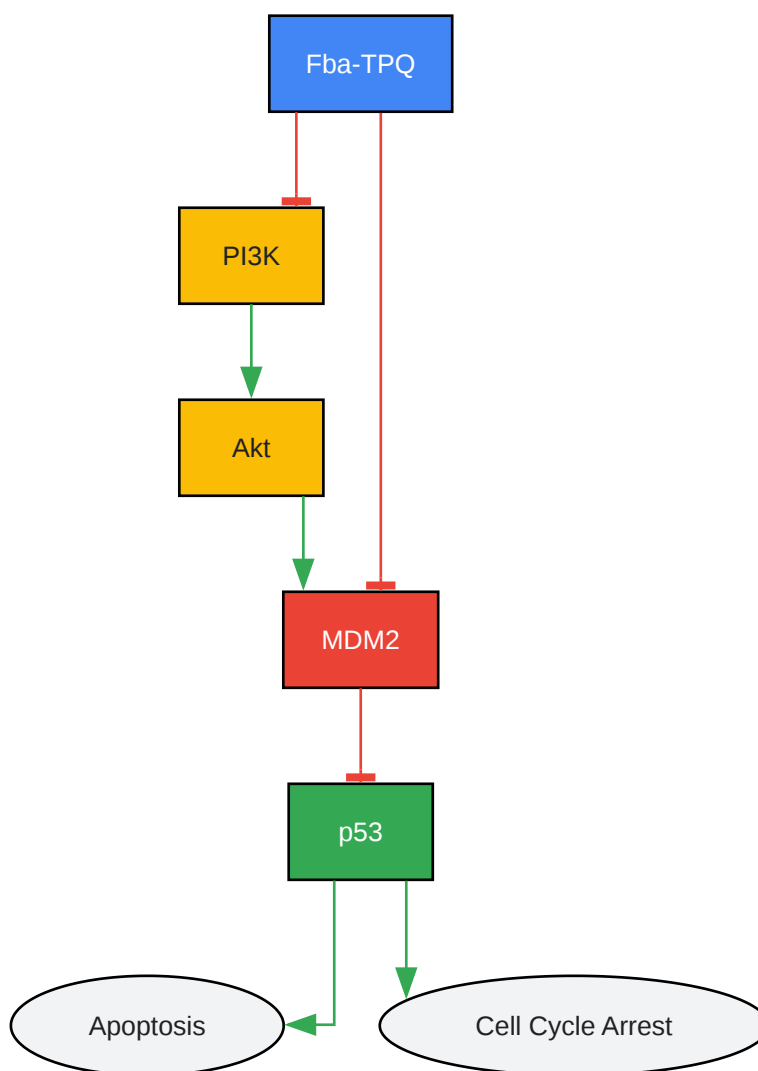 Fba-TPQ
PI3K
Akt
MDM2
p53
Apoptosis
Cell Cycle Arrest